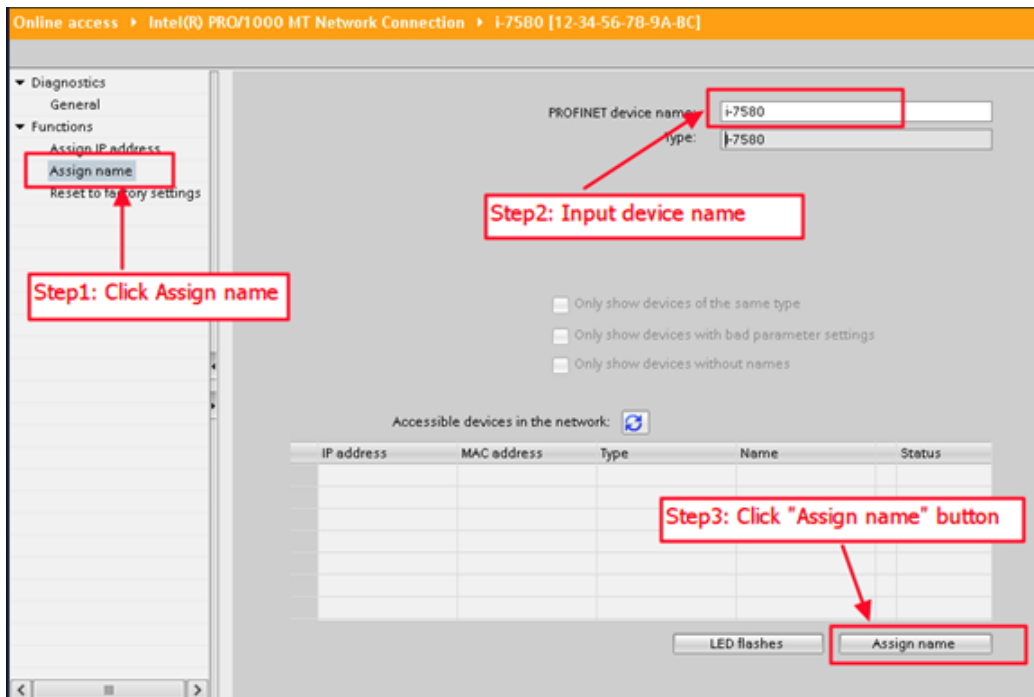 Online access ▸ Intel(R) PRO/1000 MT Network Connection ▸ i-7580 [12-34-56-78-9A-BC]
Diagnostics
General
Functions
Assign IP address
Assign name
Reset to factory settings
Step1: Click Assign name
PROFINET device name: i-7580
Type: i-7580
Step2: Input device name
Only show devices of the same type
Only show devices with bad parameter settings
Only show devices without names
Accessible devices in the network:
IP address MAC address Type Name Status
Step3: Click "Assign name" button
LED flashes Assign name